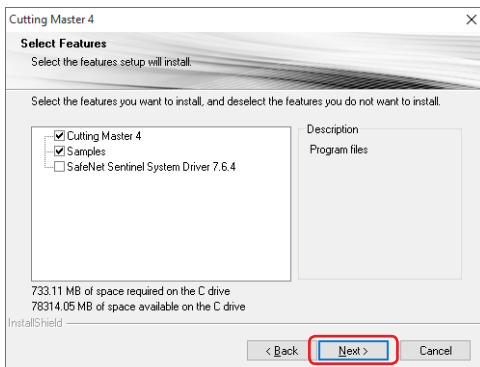 Cutting Master 4
Select Features
Select the features setup will install.
Select the features you want to install, and deselect the features you do not want to install.
Cutting Master 4
Samples
SafeNet Sentinel System Driver 7.6.4
Description
Program files
733.11 MB of space required on the C drive
78314.05 MB of space available on the C drive
InstallShield
< Back
Next >
Cancel